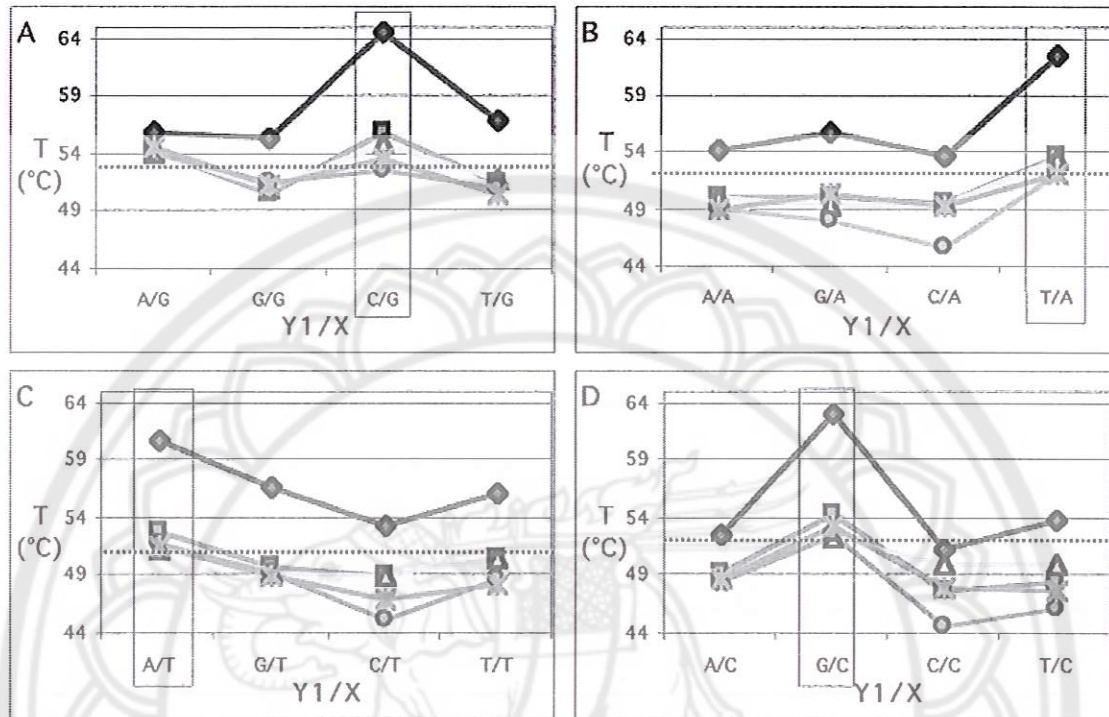 A
64
59
T
54
(°C)
49
44
A/G G/G C/G T/G
Y1/X
B
64
59
T
54
(°C)
49
44
A/A G/A C/A T/A
Y1/X
C
64
59
T
54
(°C)
49
44
A/T G/T C/T T/T
Y1/X
D
64
59
T
54
(°C)
49
44
A/C G/C C/C T/C
Y1/X